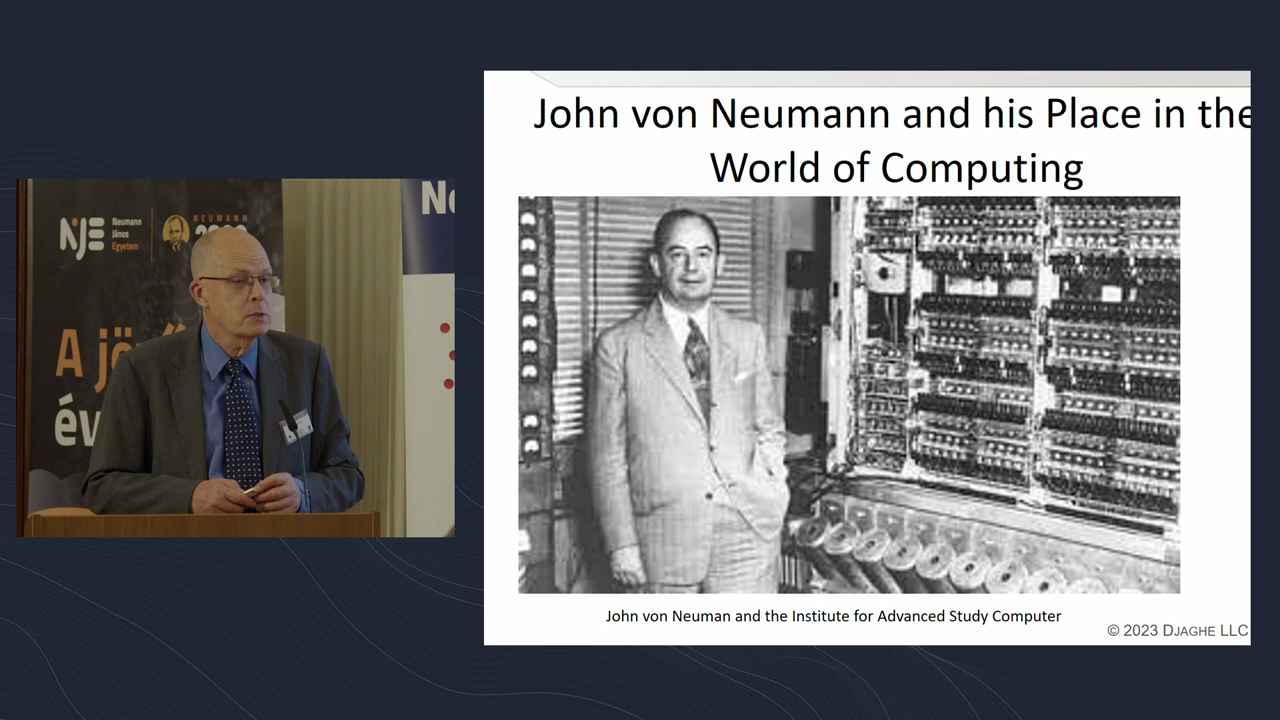 NJE
Neumann
János
Egyetem
NEUMANN
A jö
év
John von Neumann and his Place in the
World of Computing
John von Neuman and the Institute for Advanced Study Computer
© 2023 DJAGHE LLC